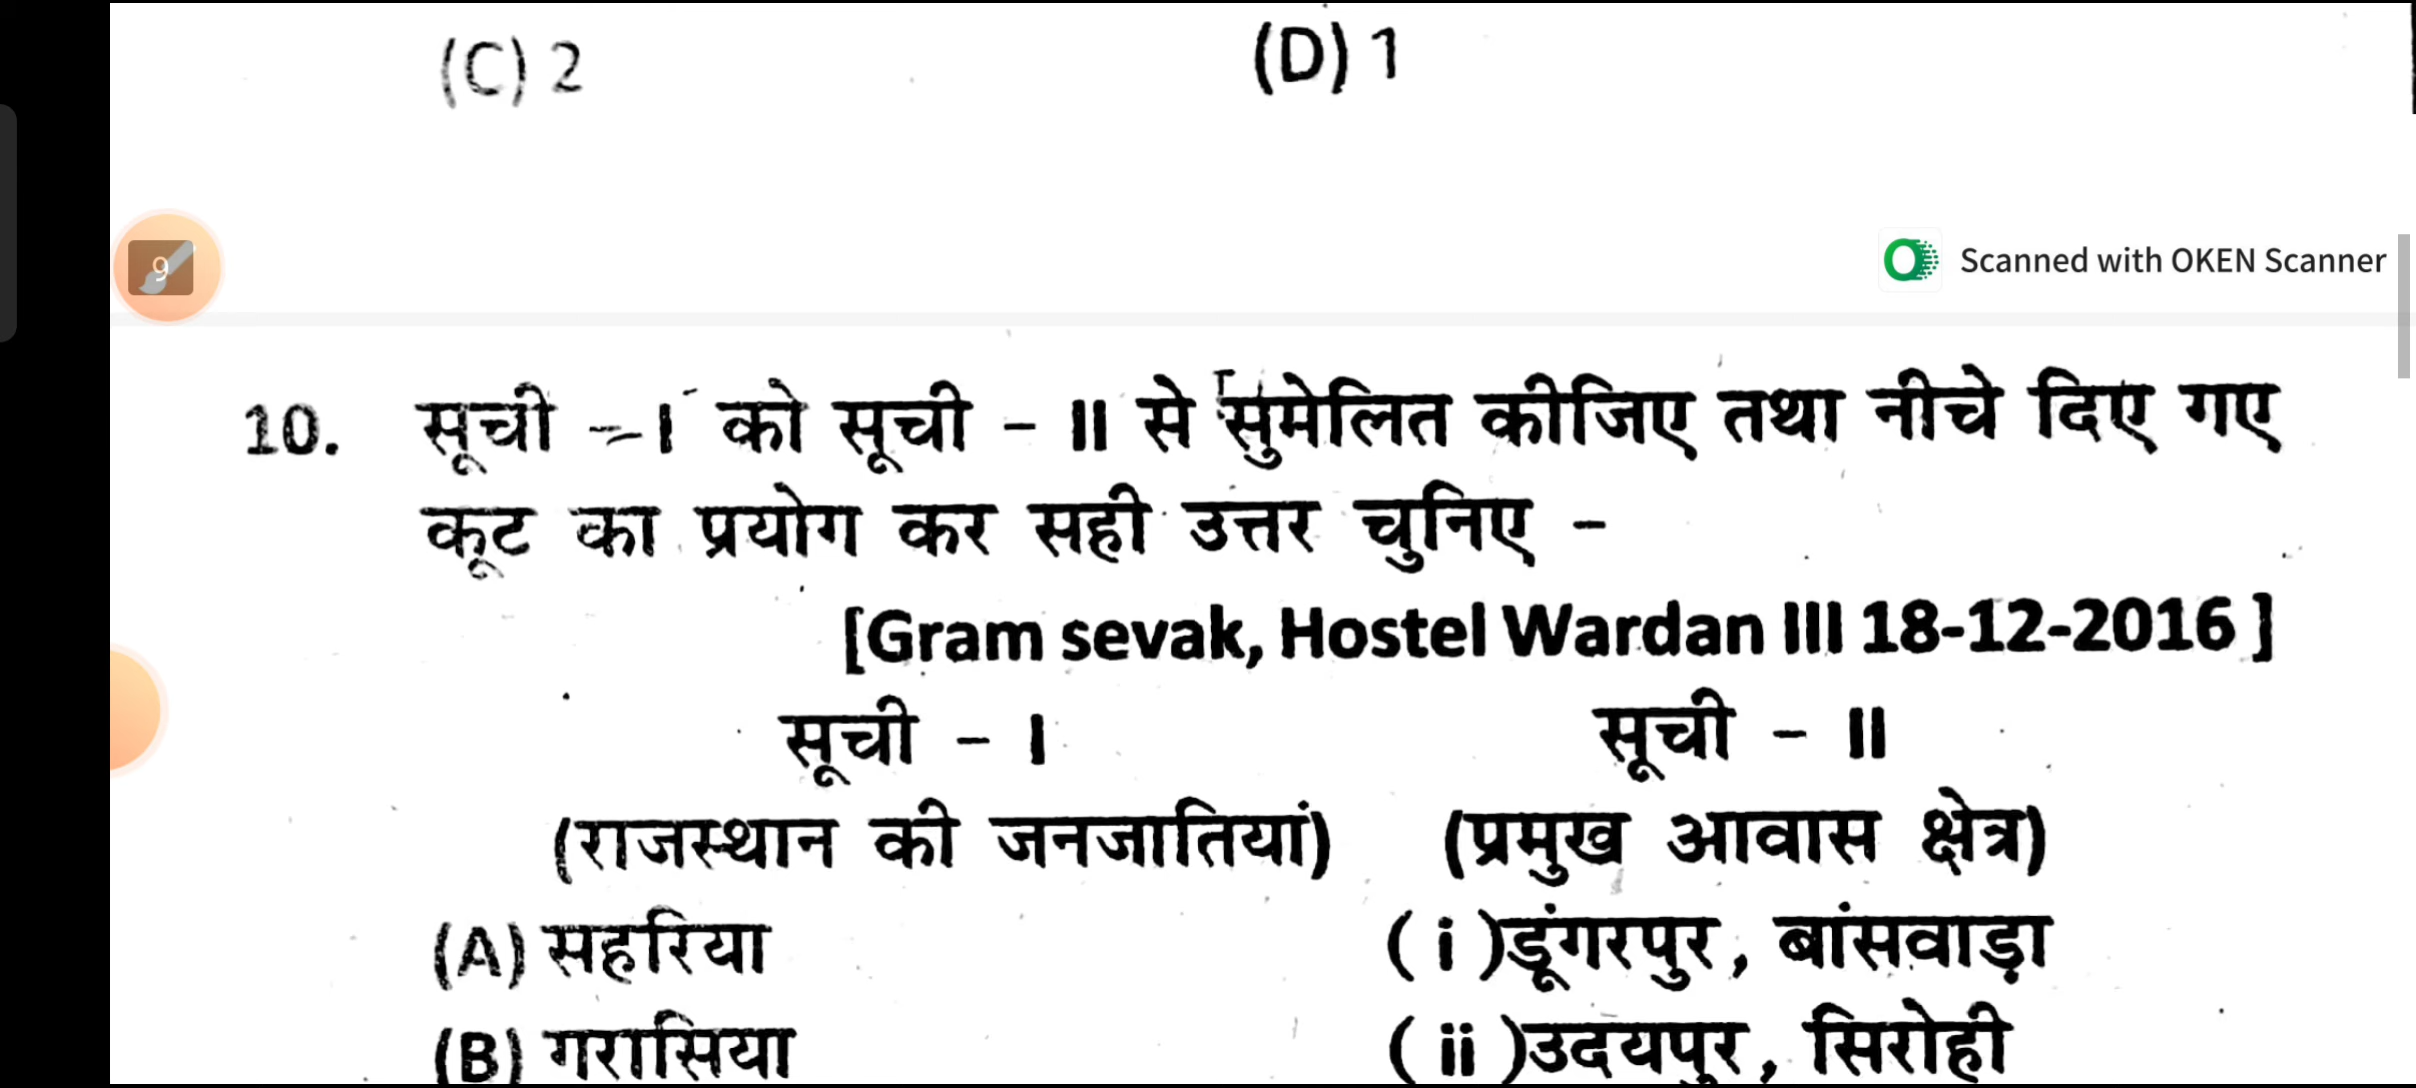 (C) 2 (D) 1
9
Scanned with OKEN Scanner
10. सूची – I को सूची – II से सुमेलित कीजिए तथा नीचे दिए गए
कूट का प्रयोग कर सही उत्तर चुनिए –
[Gram sevak, Hostel Wardan III 18-12-2016 ]
सूची – I सूची – II
(राजस्थान की जनजातियां) (प्रमुख आवास क्षेत्र)
(A) सहरिया ( i )डूंगरपुर, बांसवाड़ा
(B) गरासिया ( ii )उदयपुर, सिरोही